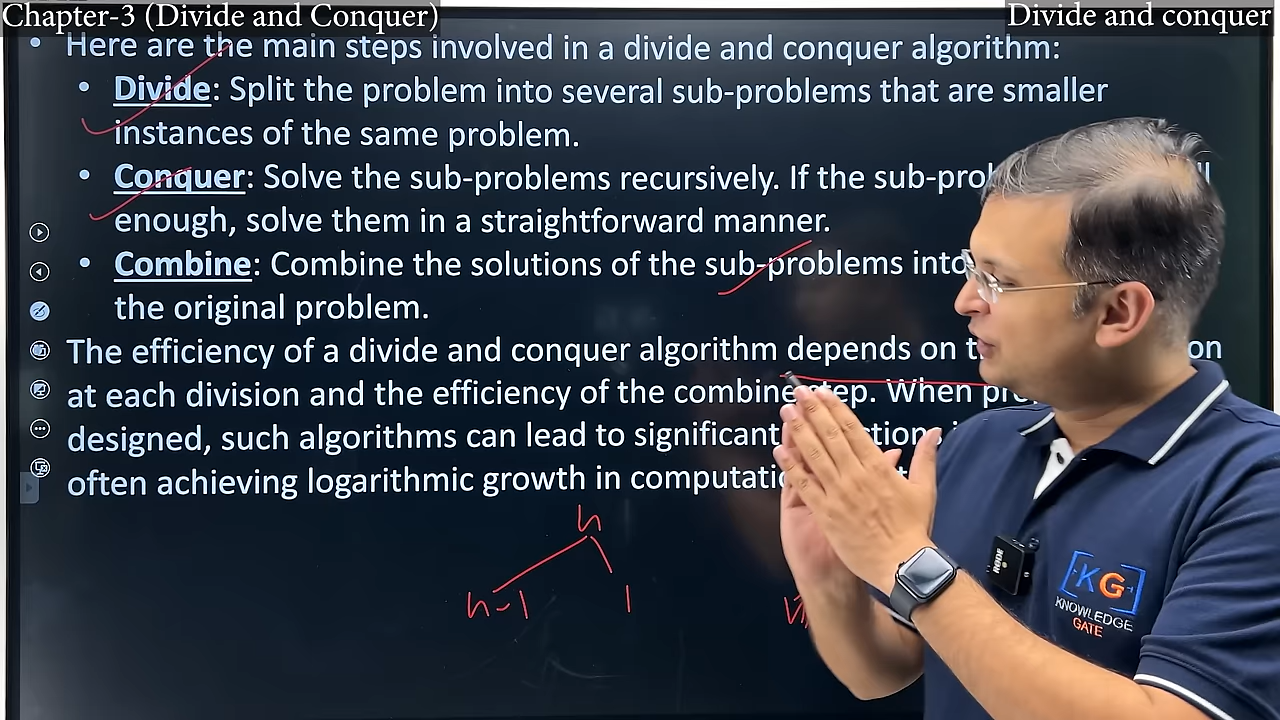 Chapter-3 (Divide and Conquer)
Divide and conquer
• Here are the main steps involved in a divide and conquer algorithm:
• Divide: Split the problem into several sub-problems that are smaller
instances of the same problem.
• Conquer: Solve the sub-problems recursively. If the
enough, solve them in a straightforward manner.
• Combine: Combine the solutions of the sub-problems into
the original problem.
The efficiency of a divide and conquer algorithm depends on
at each division and the efficiency of the combine step. When
designed, such algorithms can lead to significant
often achieving logarithmic growth in
n
n-1 1
NODE
KG
KNOWLEDGE
GATE